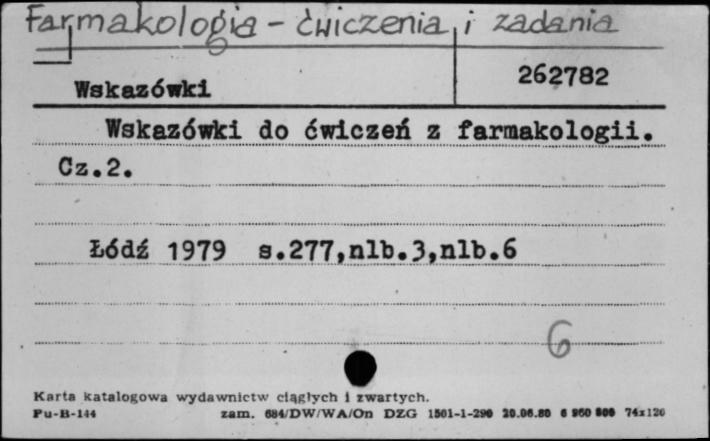 Farmakologia - ćwiczenia i zadania
Wskazówki
262782
Wskazówki do ćwiczeń z farmakologii.
Cz.2.
Łódź 1979 s.277,nlb.3,nlb.6
6
Karta katalogowa wydawnictw ciągłych i zwartych.
Pu-B-144 zam. 684/DW/WA/On DZG 1501-1-290 20.06.80 6 960 000 74x120